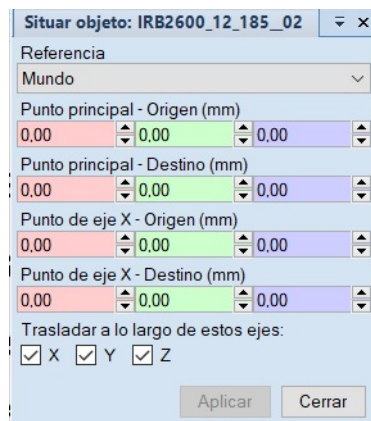 Situar objeto: IRB2600_12_185__02
Referencia
Mundo
Punto principal - Origen (mm)
0,00 0,00 0,00
Punto principal - Destino (mm)
0,00 0,00 0,00
Punto de eje X - Origen (mm)
0,00 0,00 0,00
Punto de eje X - Destino (mm)
0,00 0,00 0,00
Trasladar a lo largo de estos ejes:
X Y Z
Aplicar Cerrar